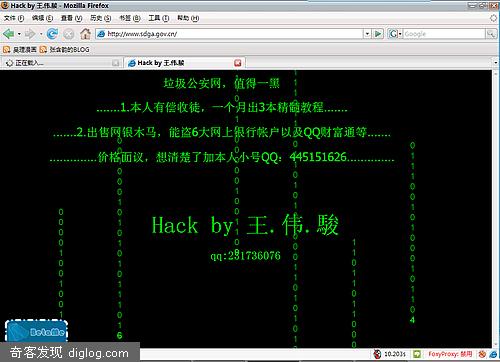 Hack by 王.伟.駿 - Mozilla Firefox
文件(F) 编辑(E) 查看(V) 历史(S) 书签(B) 工具(T) 帮助(H)
http://www.sdga.gov.cn/
Google
吴理漫画 张含韵的BLOG
正在载入... Hack by 王.伟.駿
垃圾公安网，值得一黑
.......1.本人有偿收徒，一个月出3本精髓教程.......
.......2.出售网银木马，能盗6大网上银行帐户以及QQ财富通等.......
..............价格面议，想清楚了加本人小号QQ：445151626..............
Hack by 王.伟.駿
qq:231736076
BetaMe
奇客发现 diglog.com
10.203s FoxyProxy: 禁用